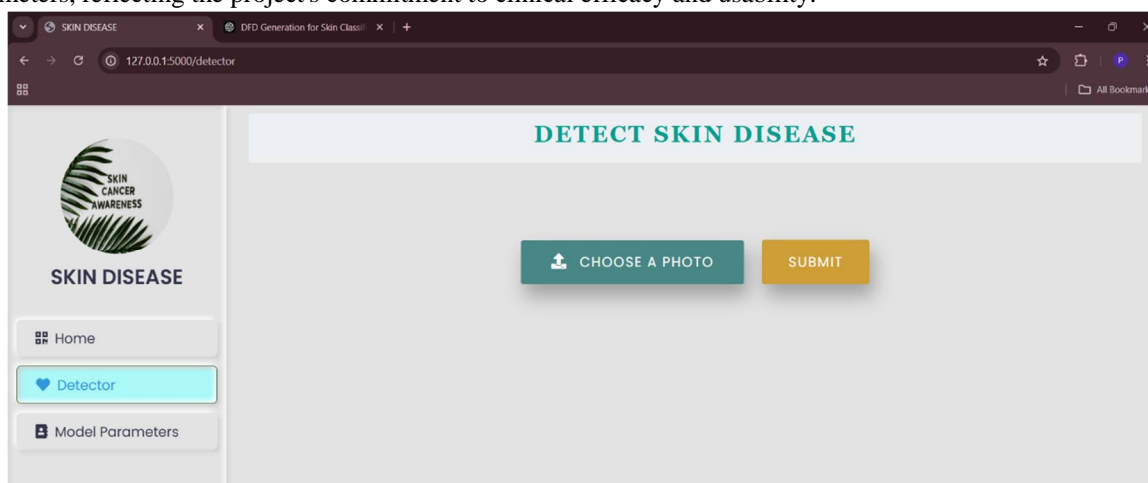 meters, reflecting the project's commitment to clinical efficacy and usability.
SKIN DISEASE
DFD Generation for Skin Classif
127.0.0.1:5000/detector
All Bookmark
SKIN
CANCER
AWARENESS
SKIN DISEASE
Home
Detector
Model Parameters
DETECT SKIN DISEASE
CHOOSE A PHOTO
SUBMIT